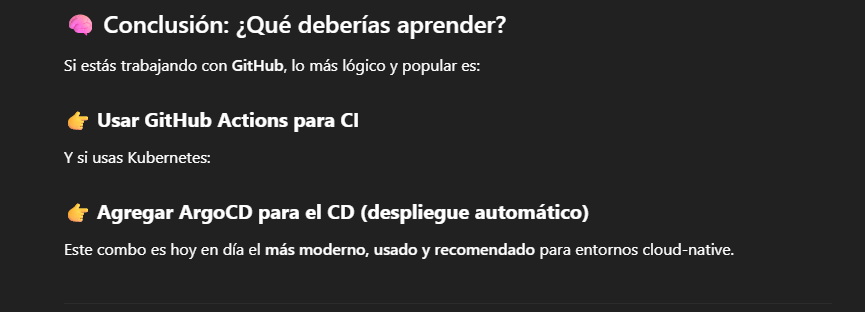 🧠 Conclusión: ¿Qué deberías aprender?
Si estás trabajando con GitHub, lo más lógico y popular es:
👉 Usar GitHub Actions para CI
Y si usas Kubernetes:
👉 Agregar ArgoCD para el CD (despliegue automático)
Este combo es hoy en día el más moderno, usado y recomendado para entornos cloud-native.